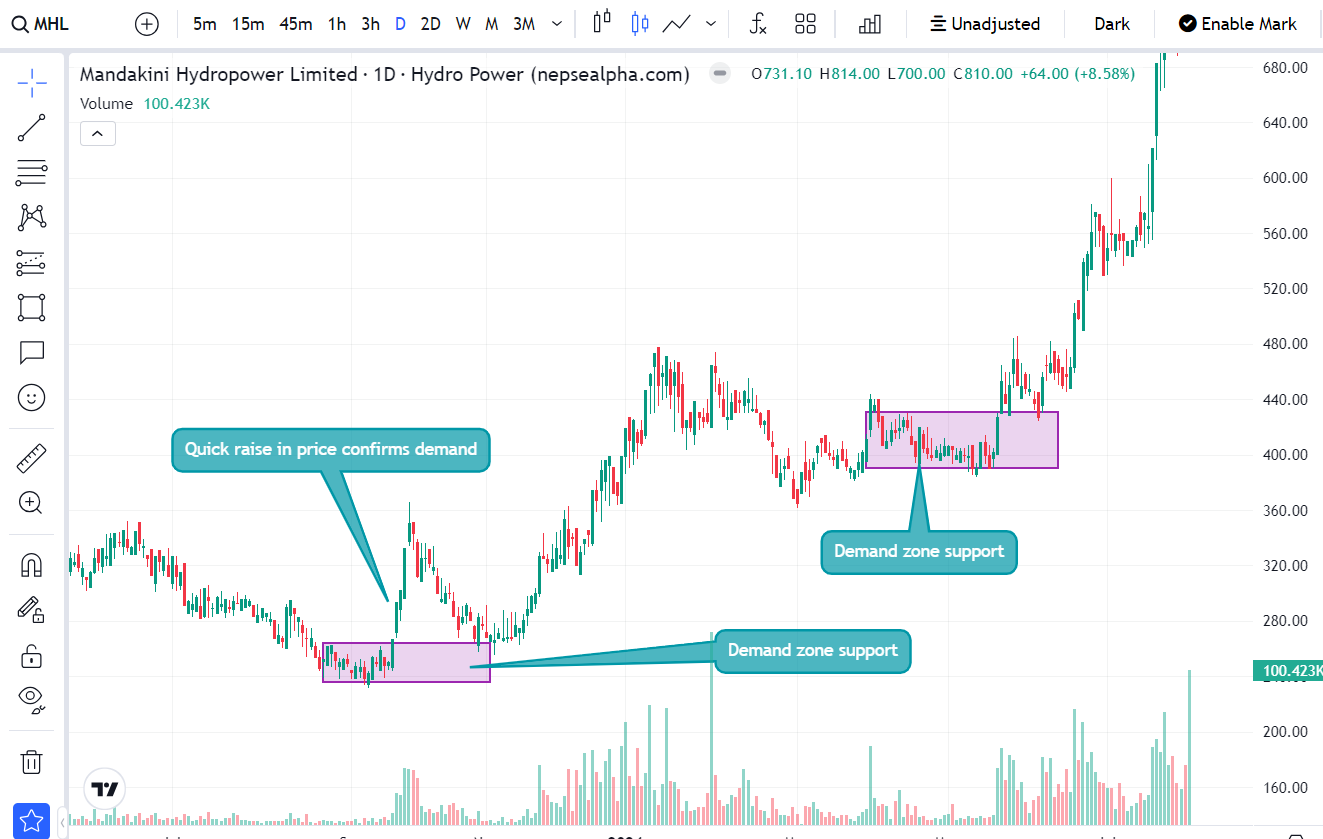 MHL 5m 15m 45m 1h 3h D 2D W M 3M Unadjusted Dark Enable Mark
Mandakini Hydropower Limited · 1D · Hydro Power (nepsealpha.com) O731.10 H814.00 L700.00 C810.00 +64.00 (+8.58%)
Volume 100.423K
680.00
640.00
600.00
560.00
520.00
480.00
440.00
Quick raise in price confirms demand
400.00
360.00
Demand zone support
320.00
280.00
Demand zone support
100.423K
200.00
160.00